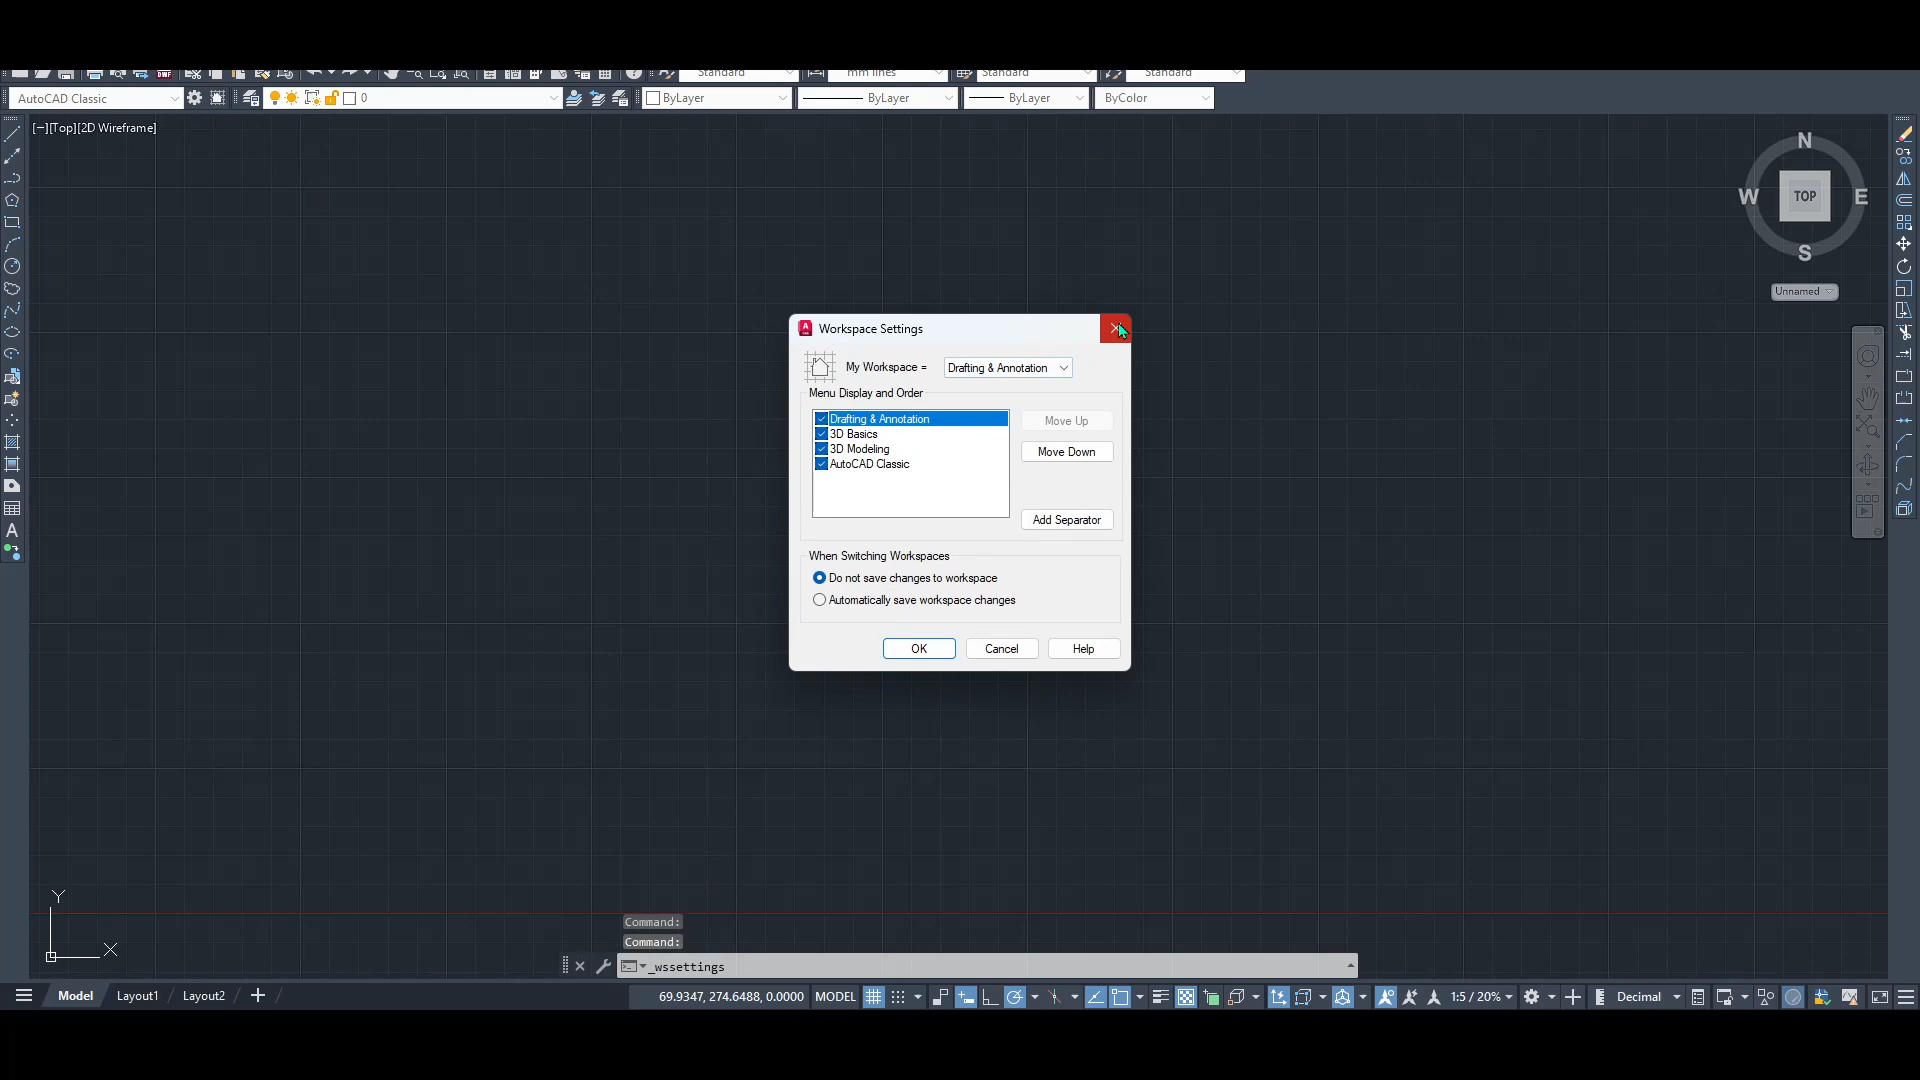 Standard mm lines Standard Standard
AutoCAD Classic 0 ByLayer ByLayer ByLayer ByColor
[−][Top][2D Wireframe]
N
W TOP E
S
Unnamed
Workspace Settings
My Workspace = Drafting & Annotation
Menu Display and Order
Drafting & Annotation
3D Basics
3D Modeling
AutoCAD Classic
Move Up
Move Down
Add Separator
When Switching Workspaces
Do not save changes to workspace
Automatically save workspace changes
OK Cancel Help
A
Y
X
Command:
Command:
_wssettings
Model Layout1 Layout2 69.9347, 274.6488, 0.0000 MODEL 1:5 / 20% Decimal